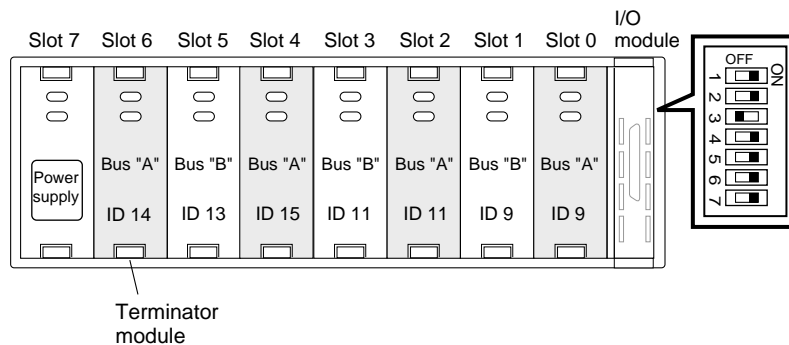 I/O
module
Slot 7 Slot 6 Slot 5 Slot 4 Slot 3 Slot 2 Slot 1 Slot 0
OFF
ON
1
2
3
4
5
6
7
Power
supply
Bus "A" Bus "B" Bus "A" Bus "B" Bus "A" Bus "B" Bus "A"
ID 14 ID 13 ID 15 ID 11 ID 11 ID 9 ID 9
Terminator
module